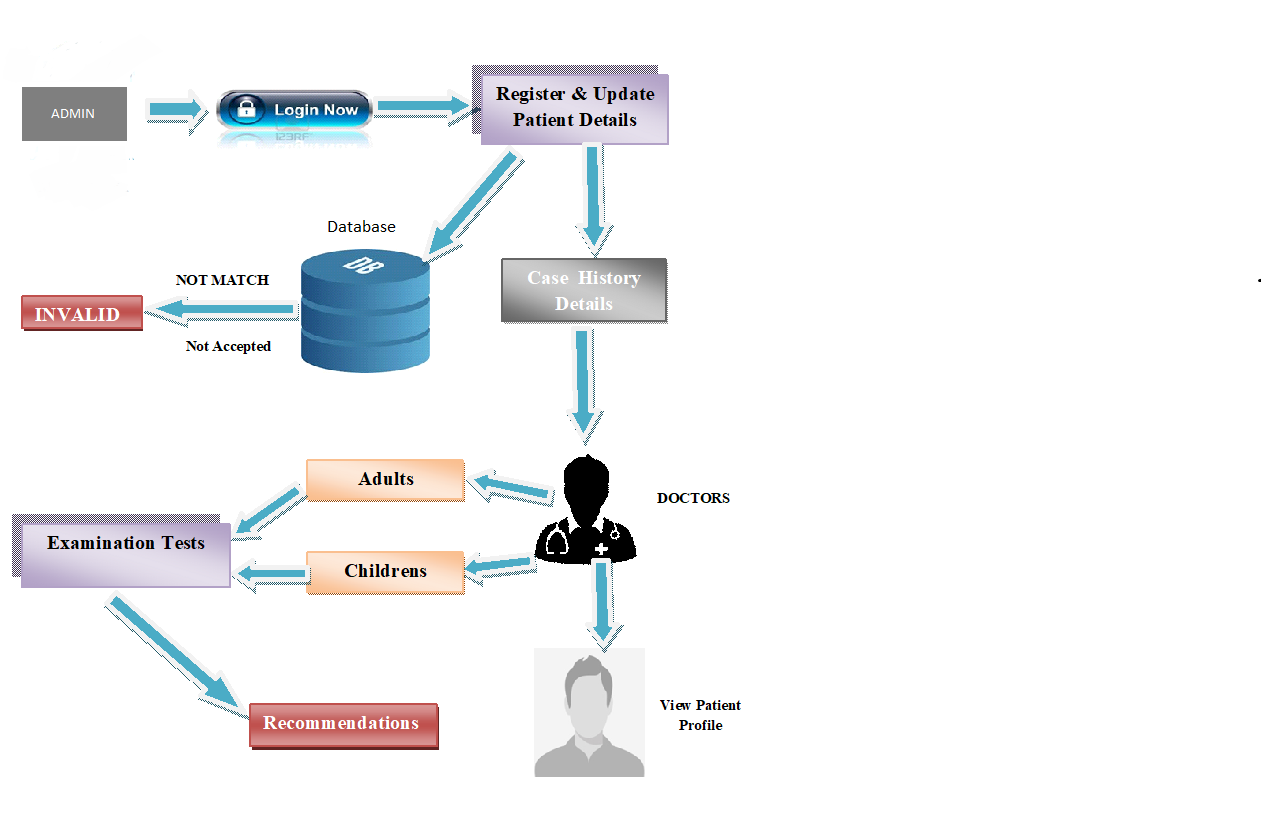 ADMIN
Login Now
123RF
Register & Update
Patient Details
Database
DB
NOT MATCH
INVALID
Not Accepted
Case History
Details
Adults
DOCTORS
Examination Tests
Childrens
View Patient
Profile
Recommendations